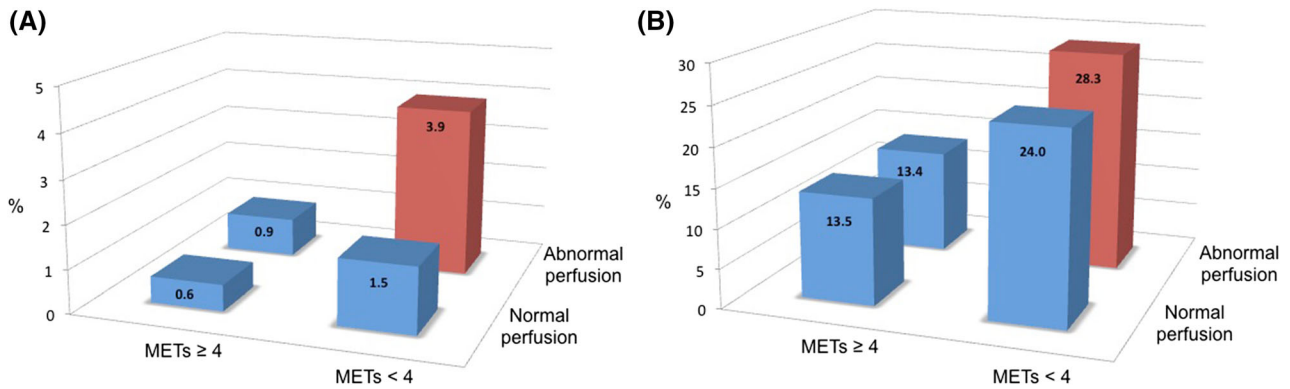 (A)
5
4
3
2
1
0
%
3.9
0.9
0.6
1.5
Abnormal
perfusion
Normal
perfusion
METs ≥ 4
METs < 4
(B)
30
25
20
15
10
5
0
%
28.3
24.0
13.4
13.5
Abnormal
perfusion
Normal
perfusion
METs ≥ 4
METs < 4